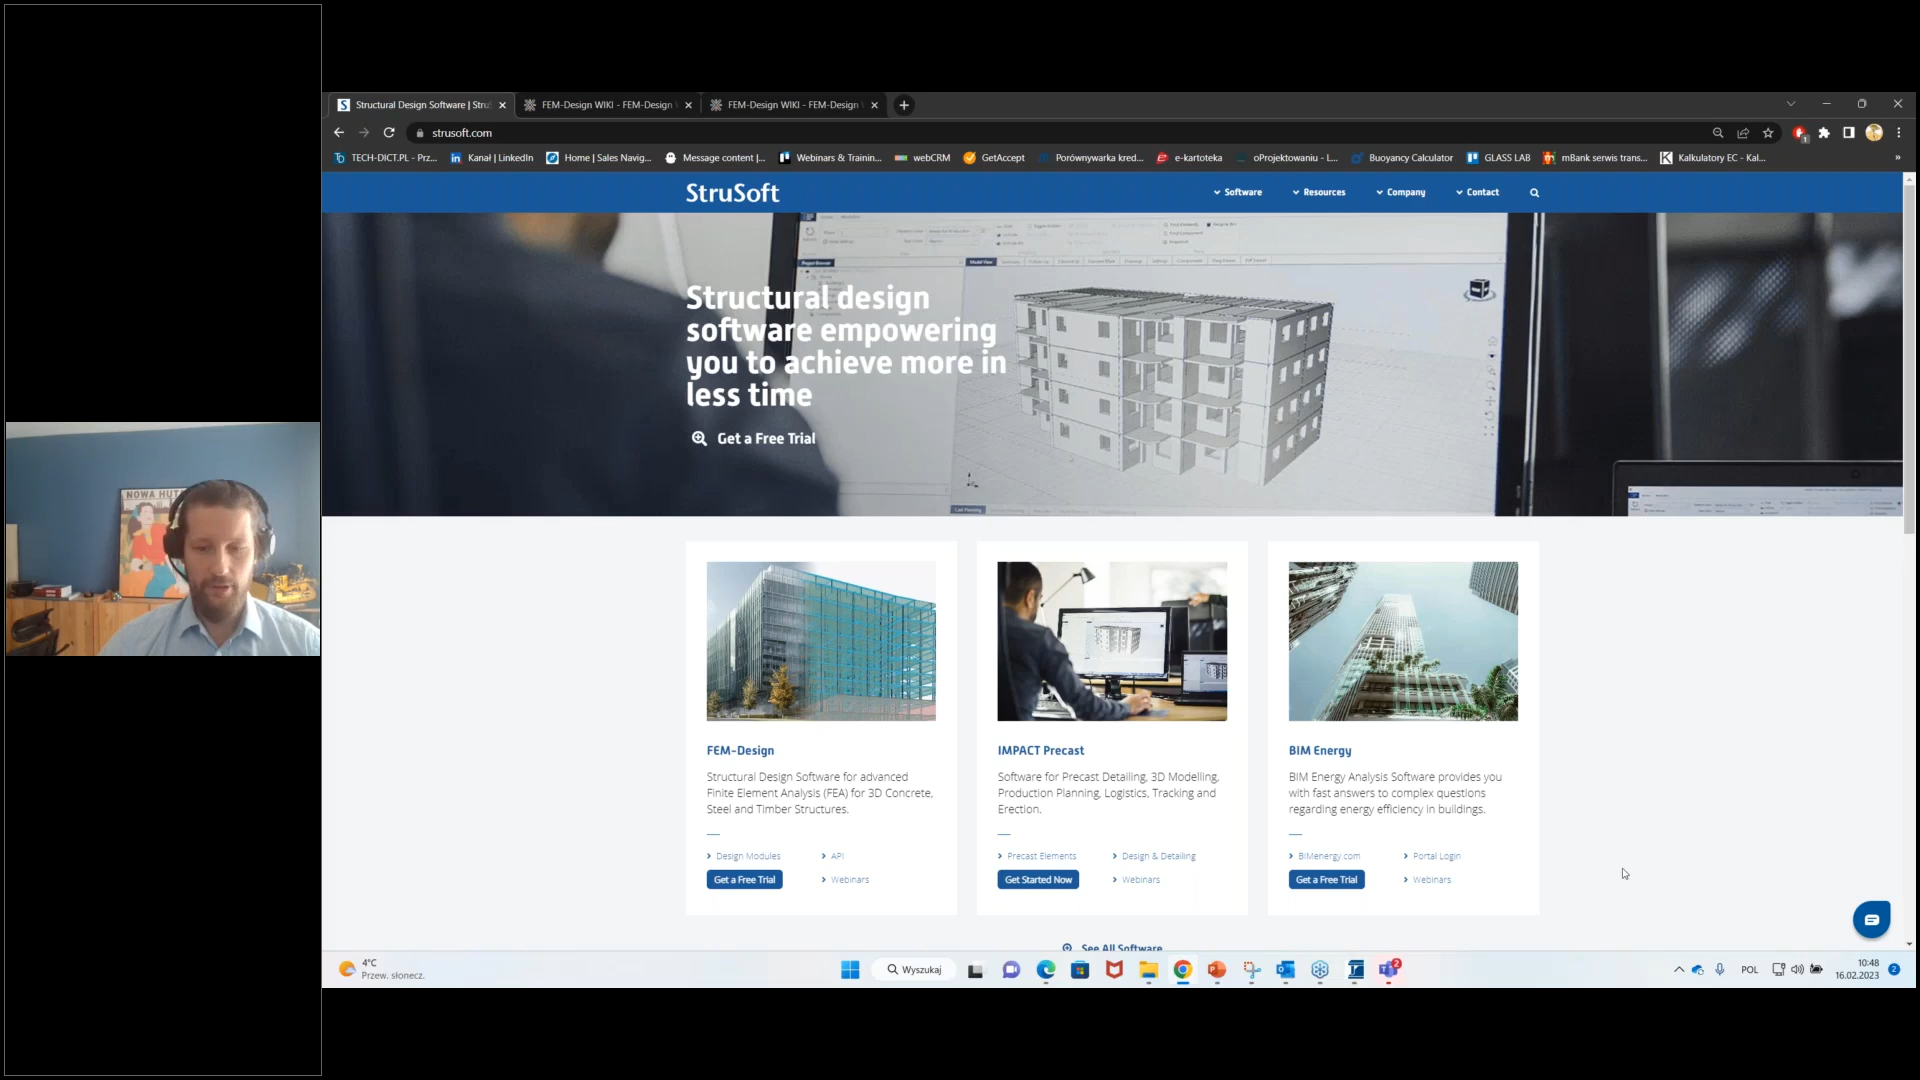 NOWA HUT
Structural Design Software | Stru
FEM-Design WIKI - FEM-Design
FEM-Design WIKI - FEM-Design
strusoft.com
TECH-DICT.PL - Prz...
Kanał | LinkedIn
Home | Sales Navig...
Message content |...
Webinars & Trainin...
webCRM
GetAccept
Porównywarka kred...
e-kartoteka
oProjektowaniu - L...
Buoyancy Calculator
GLASS LAB
mBank serwis trans...
Kalkulatory EC - Kal...
»
StruSoft
Software
Resources
Company
Contact
Structural design
software empowering
you to achieve more in
less time
Get a Free Trial
FEM-Design
Structural Design Software for advanced
Finite Element Analysis (FEA) for 3D Concrete,
Steel and Timber Structures.
Design Modules
API
Get a Free Trial
Webinars
IMPACT Precast
Software for Precast Detailing, 3D Modelling,
Production Planning, Logistics, Tracking and
Erection.
Precast Elements
Design & Detailing
Get Started Now
Webinars
BIM Energy
BIM Energy Analysis Software provides you
with fast answers to complex questions
regarding energy efficiency in buildings.
BIMenergy.com
Portal Login
Get a Free Trial
Webinars
See All Software
4°C
Przew. słonecz.
Wyszukaj
2
POL
10:48
16.02.2023
2